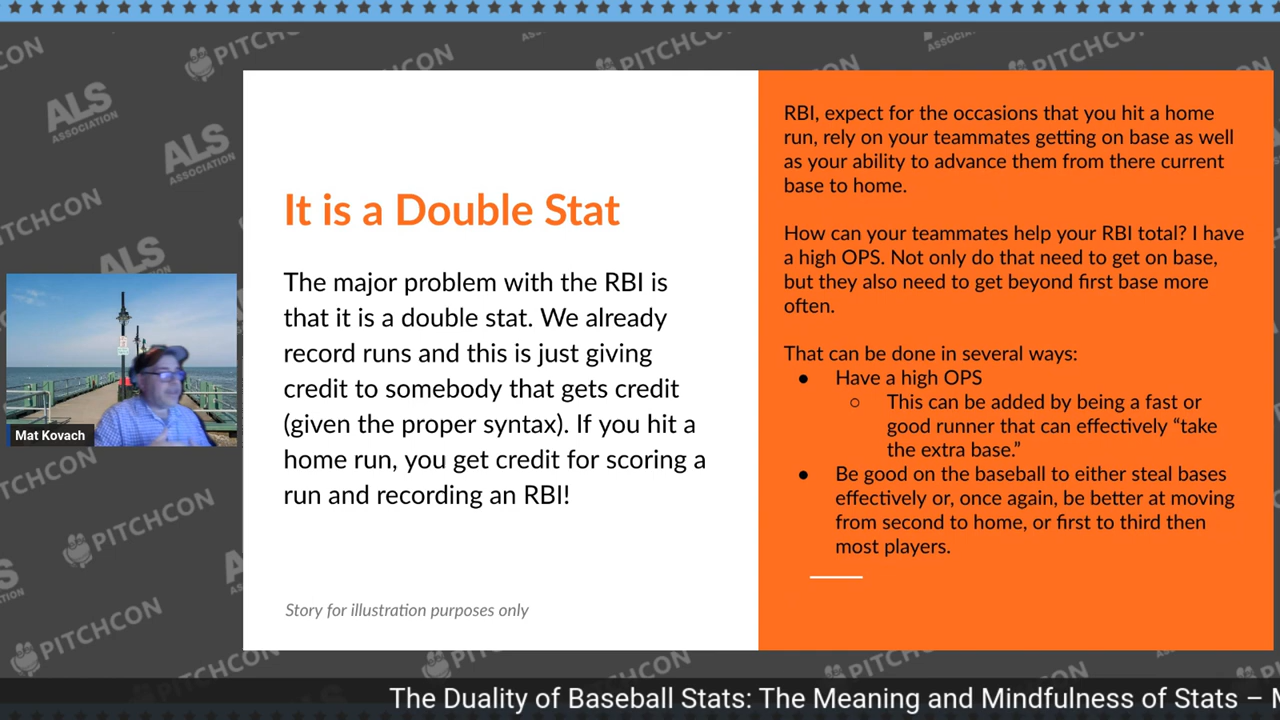 It is a Double Stat
The major problem with the RBI is
that it is a double stat. We already
record runs and this is just giving
credit to somebody that gets credit
(given the proper syntax). If you hit a
home run, you get credit for scoring a
run and recording an RBI!
Story for illustration purposes only
RBI, expect for the occasions that you hit a home
run, rely on your teammates getting on base as well
as your ability to advance them from there current
base to home.
How can your teammates help your RBI total? I have
a high OPS. Not only do that need to get on base,
but they also need to get beyond first base more
often.
That can be done in several ways:
● Have a high OPS
○ This can be added by being a fast or
good runner that can effectively “take
the extra base.”
● Be good on the baseball to either steal bases
effectively or, once again, be better at moving
from second to home, or first to third then
most players.
Mat Kovach
The Duality of Baseball Stats: The Meaning and Mindfulness of Stats –
PITCHCON
ALS
ASSOCIATION